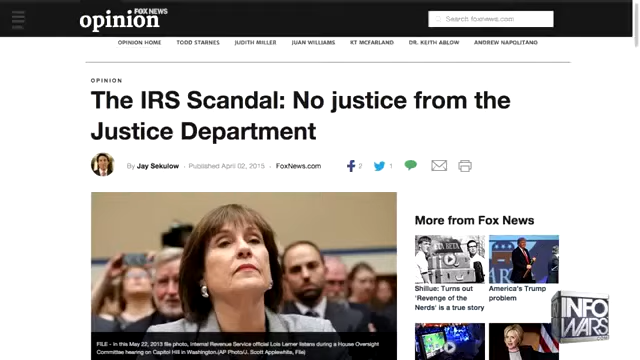 FOX NEWS
opinion
Search foxnews.com
OPINION HOME TODD STARNES JUDITH MILLER JUAN WILLIAMS KT MCFARLAND DR. KEITH ABLOW ANDREW NAPOLITANO
OPINION
The IRS Scandal: No justice from the
Justice Department
By Jay Sekulow · Published April 02, 2015 · FoxNews.com
2
1
More from Fox News
Shillue: Turns out
'Revenge of the
Nerds' is a true story
America's Trump
problem
FILE - In this May 22, 2013 file photo, Internal Revenue Service official Lois Lerner listens during a House Oversight
Committee hearing on Capitol Hill in Washington.(AP Photo/J. Scott Applewhite, File)
INFO
WARS
.COM